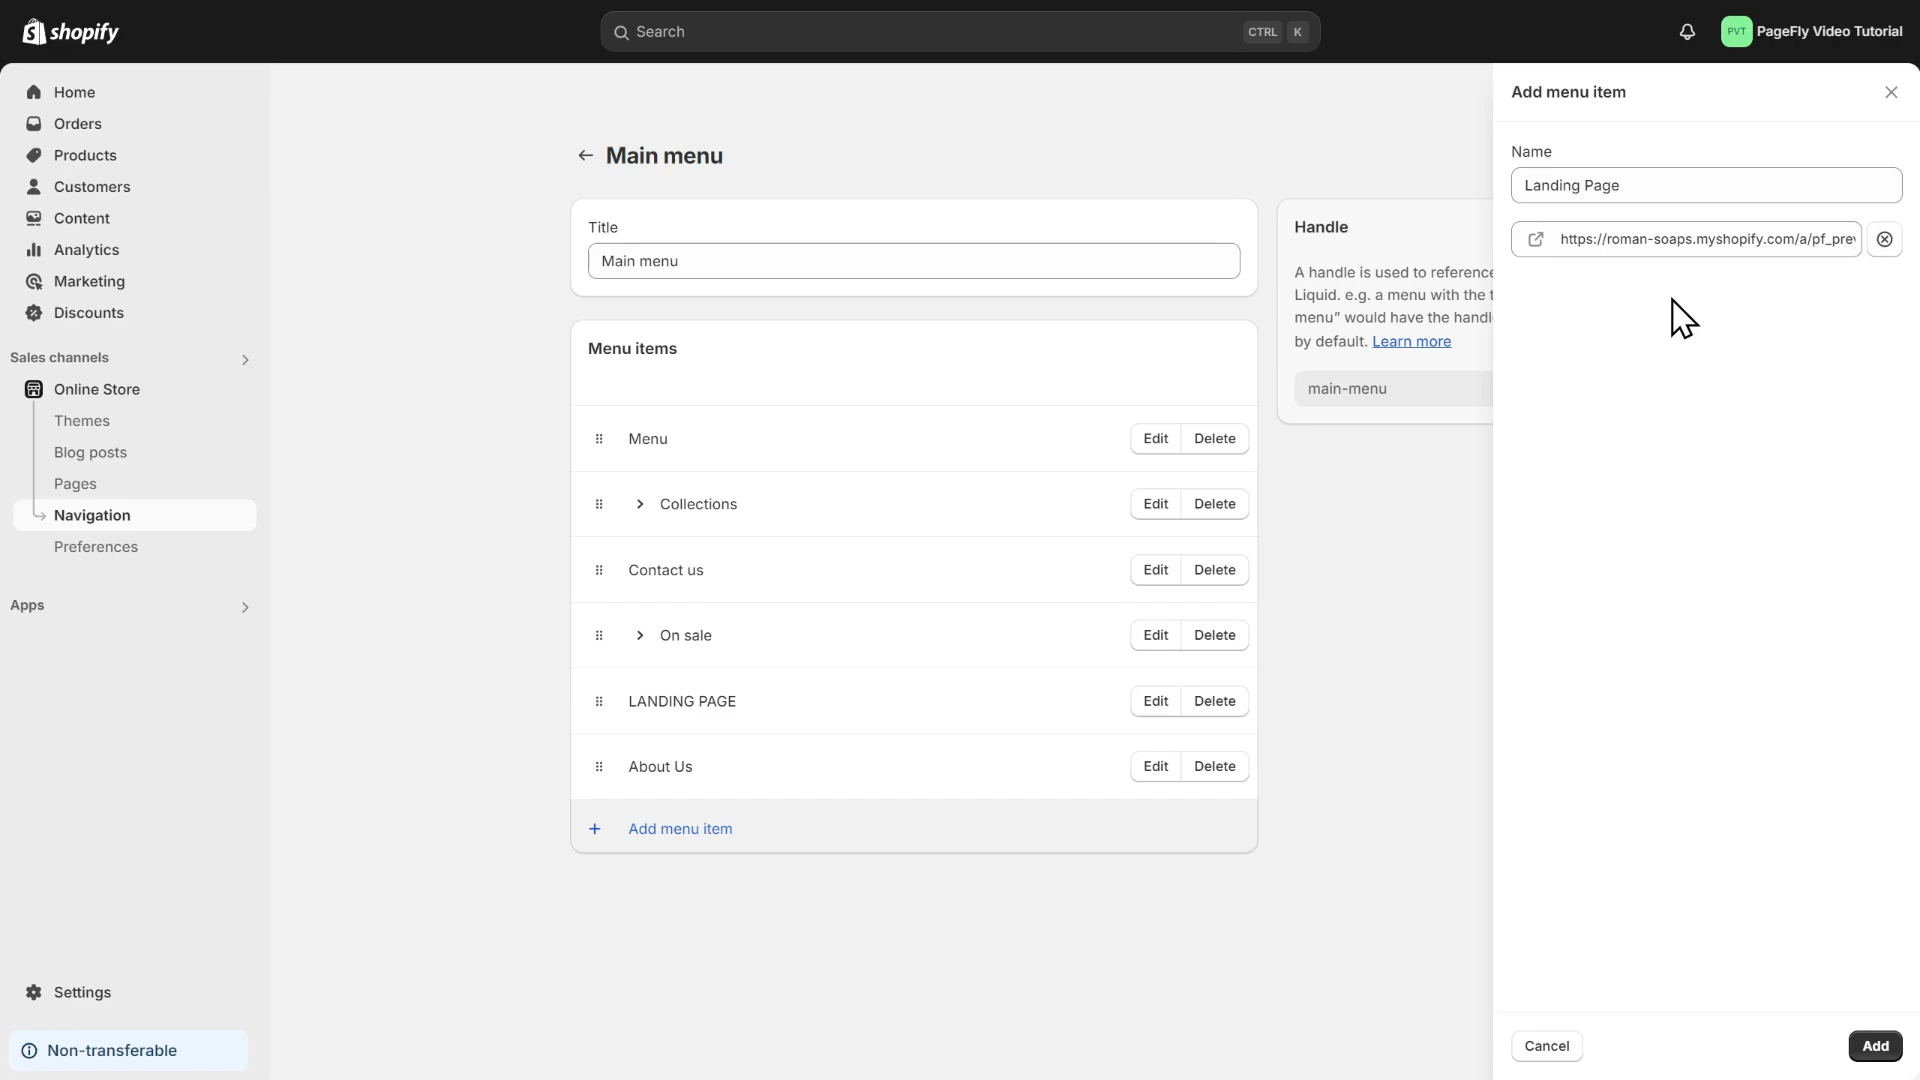 shopify
Search
CTRL K
PVT PageFly Video Tutorial
Home
Orders
Products
Customers
Content
Analytics
Marketing
Discounts
Sales channels
Online Store
Themes
Blog posts
Pages
Navigation
Preferences
Apps
Settings
Non-transferable
Main menu
Title
Main menu
Menu items
Menu Edit Delete
Collections Edit Delete
Contact us Edit Delete
On sale Edit Delete
LANDING PAGE Edit Delete
About Us Edit Delete
+ Add menu item
Handle
A handle is used to reference
Liquid. e.g. a menu with the t
menu” would have the handl
by default. Learn more
main-menu
Add menu item
Name
Landing Page
https://roman-soaps.myshopify.com/a/pf_prev
Cancel Add